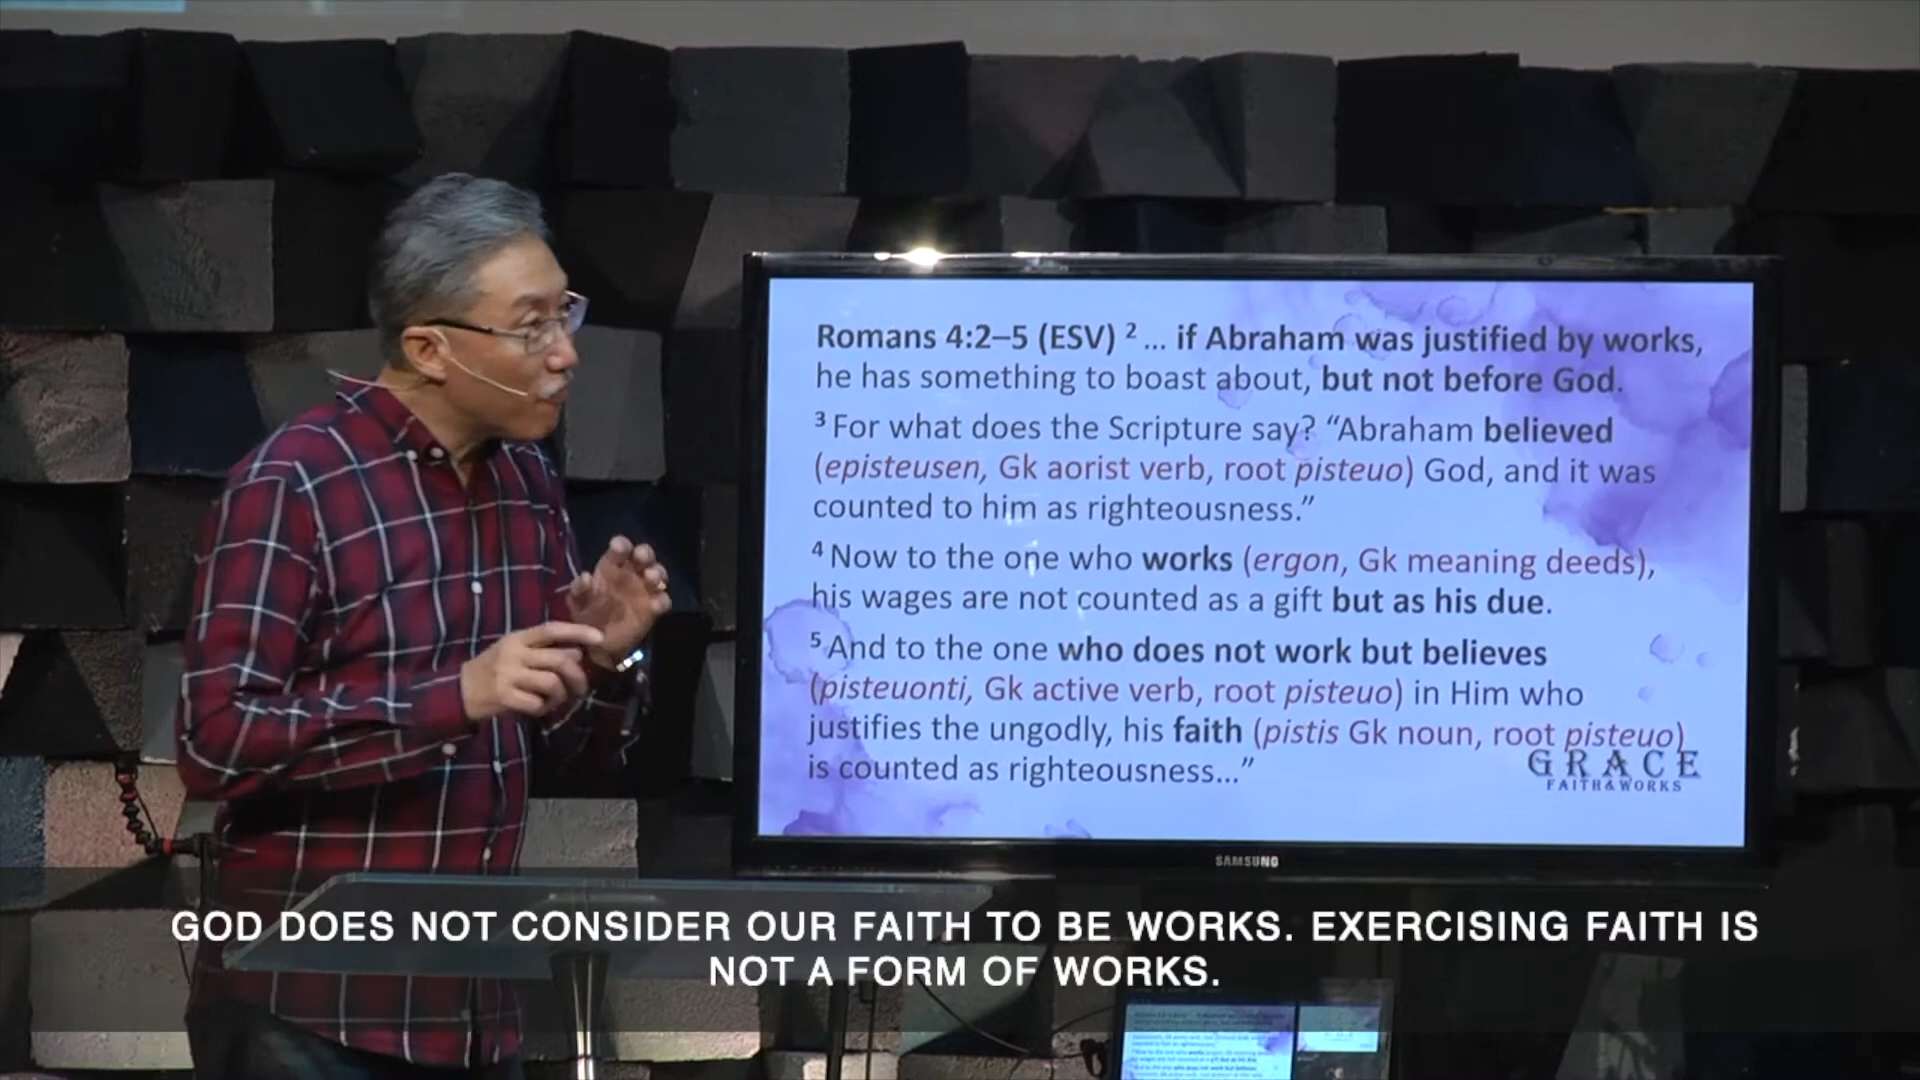 Romans 4:2–5 (ESV) ² ... if Abraham was justified by works,
he has something to boast about, but not before God.
³ For what does the Scripture say? “Abraham believed
(episteusen, Gk aorist verb, root pisteuo) God, and it was
counted to him as righteousness.”
⁴ Now to the one who works (ergon, Gk meaning deeds),
his wages are not counted as a gift but as his due.
⁵ And to the one who does not work but believes
(pisteuonti, Gk active verb, root pisteuo) in Him who
justifies the ungodly, his faith (pistis Gk noun, root pisteuo)
is counted as righteousness...”
GRACE
FAITH&WORKS
SAMSUNG
GOD DOES NOT CONSIDER OUR FAITH TO BE WORKS. EXERCISING FAITH IS
NOT A FORM OF WORKS.